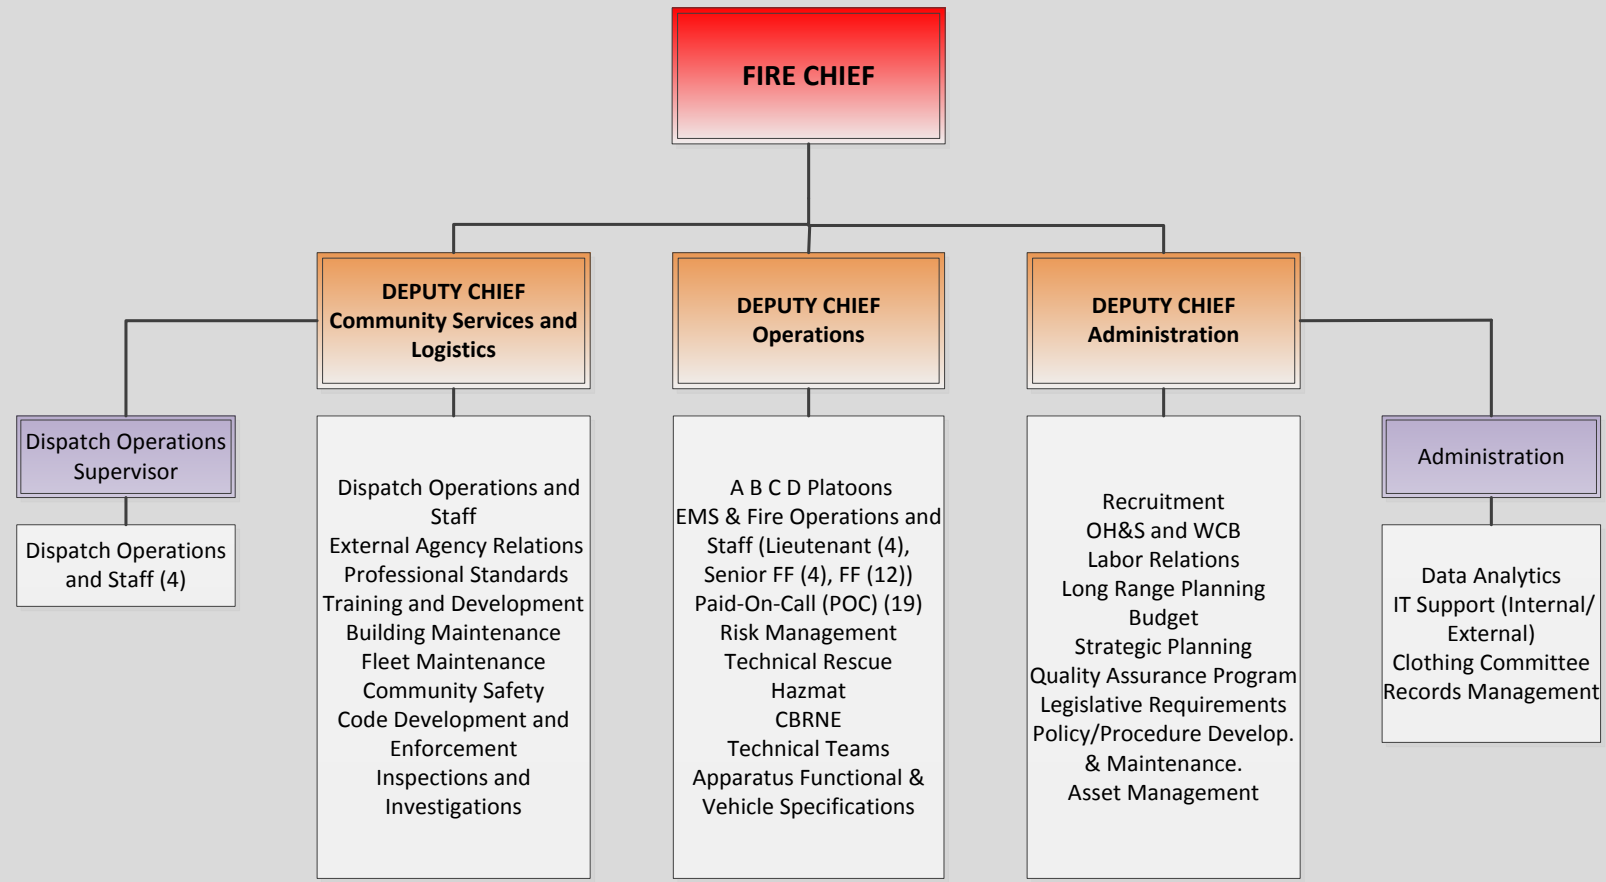 FIRE CHIEF
DEPUTY CHIEF
Community Services and
Logistics
DEPUTY CHIEF
Operations
DEPUTY CHIEF
Administration
Dispatch Operations
Supervisor
Dispatch Operations
and Staff (4)
Dispatch Operations and
Staff
External Agency Relations
Professional Standards
Training and Development
Building Maintenance
Fleet Maintenance
Community Safety
Code Development and
Enforcement
Inspections and
Investigations
A B C D Platoons
EMS & Fire Operations and
Staff (Lieutenant (4),
Senior FF (4), FF (12))
Paid-On-Call (POC) (19)
Risk Management
Technical Rescue
Hazmat
CBRNE
Technical Teams
Apparatus Functional &
Vehicle Specifications
Recruitment
OH&S and WCB
Labor Relations
Long Range Planning
Budget
Strategic Planning
Quality Assurance Program
Legislative Requirements
Policy/Procedure Develop.
& Maintenance.
Asset Management
Administration
Data Analytics
IT Support (Internal/
External)
Clothing Committee
Records Management